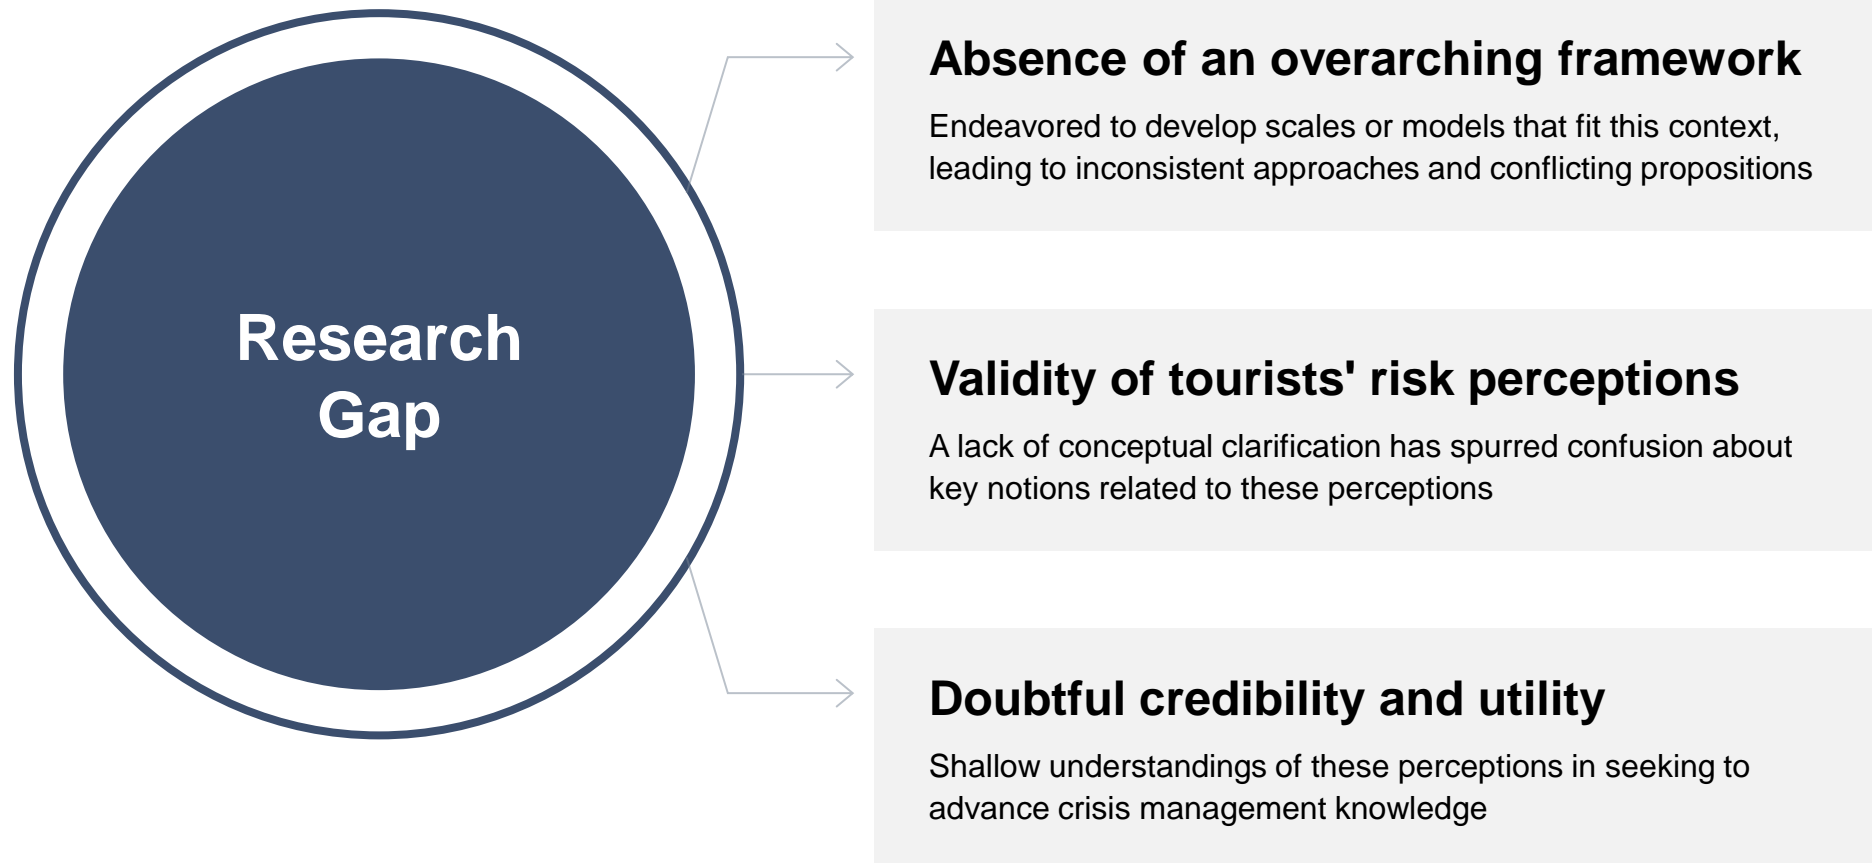 Research
Gap
Absence of an overarching framework
Endeavored to develop scales or models that fit this context,
leading to inconsistent approaches and conflicting propositions
Validity of tourists' risk perceptions
A lack of conceptual clarification has spurred confusion about
key notions related to these perceptions
Doubtful credibility and utility
Shallow understandings of these perceptions in seeking to
advance crisis management knowledge